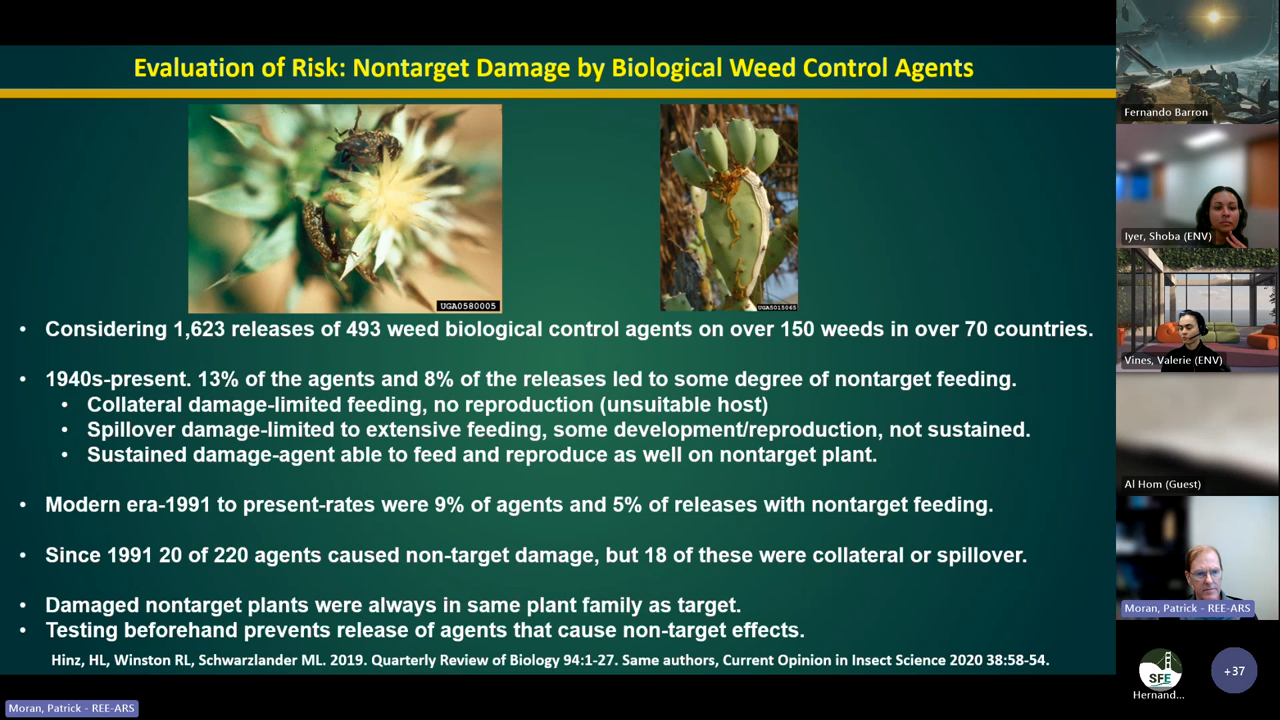 Evaluation of Risk: Nontarget Damage by Biological Weed Control Agents
UGA0580005
UGA5015065
• Considering 1,623 releases of 493 weed biological control agents on over 150 weeds in over 70 countries.
• 1940s-present. 13% of the agents and 8% of the releases led to some degree of nontarget feeding.
• Collateral damage-limited feeding, no reproduction (unsuitable host)
• Spillover damage-limited to extensive feeding, some development/reproduction, not sustained.
• Sustained damage-agent able to feed and reproduce as well on nontarget plant.
• Modern era-1991 to present-rates were 9% of agents and 5% of releases with nontarget feeding.
• Since 1991 20 of 220 agents caused non-target damage, but 18 of these were collateral or spillover.
• Damaged nontarget plants were always in same plant family as target.
• Testing beforehand prevents release of agents that cause non-target effects.
Hinz, HL, Winston RL, Schwarzlander ML. 2019. Quarterly Review of Biology 94:1-27. Same authors, Current Opinion in Insect Science 2020 38:58-54.
Moran, Patrick - REE-ARS
Fernando Barron
Iyer, Shoba (ENV)
Vines, Valerie (ENV)
Al Hom (Guest)
Moran, Patrick - REE-ARS
SFE
Hernand...
+37